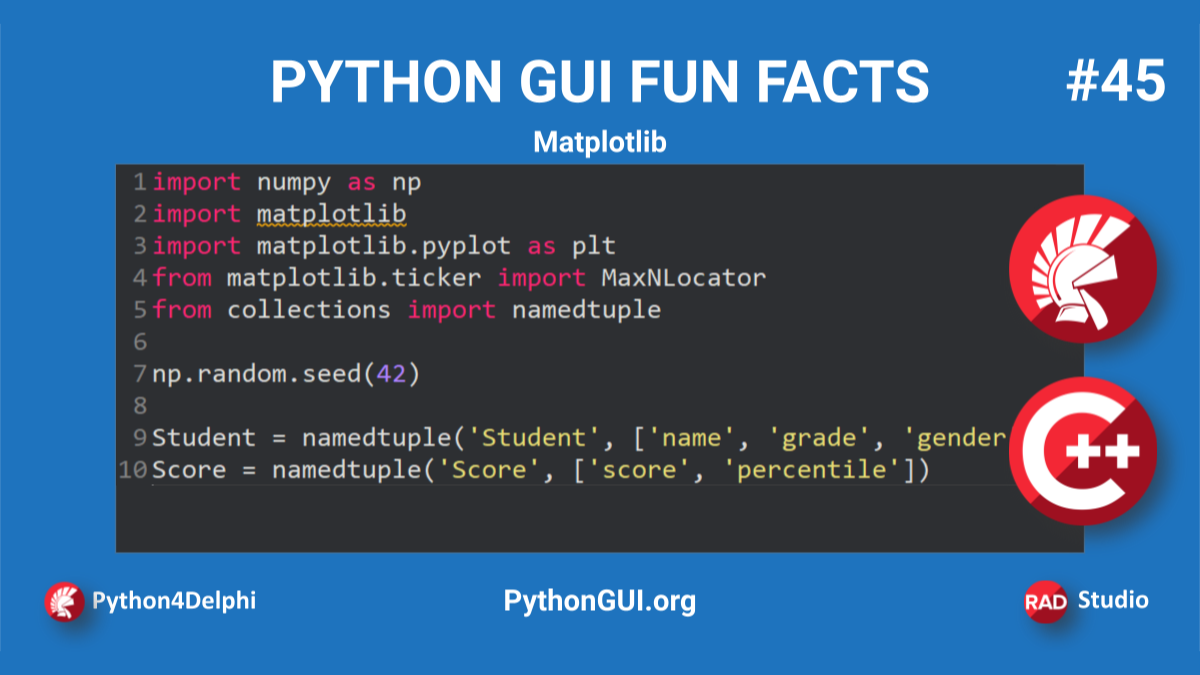 PYTHON GUI FUN FACTS
#45
Matplotlib
1 import numpy as np
2 import matplotlib
3 import matplotlib.pyplot as plt
4 from matplotlib.ticker import MaxNLocator
5 from collections import namedtuple
6
7 np.random.seed(42)
8
9 Student = namedtuple('Student', ['name', 'grade', 'gender
10 Score = namedtuple('Score', ['score', 'percentile'])
C++
Python4Delphi
PythonGUI.org
RAD Studio